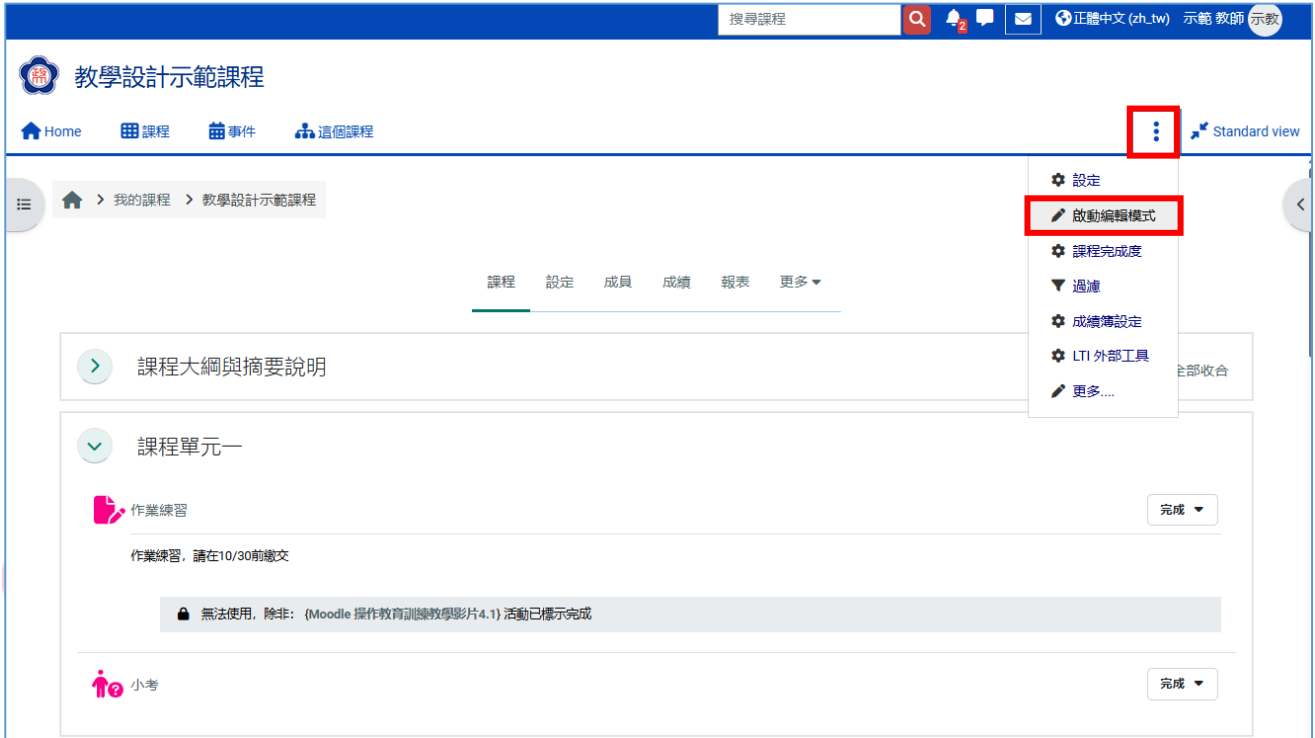 搜尋課程
2
正體中文 (zh_tw)
示範 教師
示教
教學設計示範課程
Home
課程
事件
這個課程
Standard view
設定
啟動編輯模式
課程完成度
過濾
成績簿設定
LTI 外部工具
更多....
我的課程
教學設計示範課程
課程
設定
成員
成績
報表
更多
課程大綱與摘要說明
全部收合
課程單元一
作業練習
完成
作業練習，請在10/30前繳交
無法使用，除非： {Moodle 操作教育訓練教學影片4.1} 活動已標示完成
小考
完成